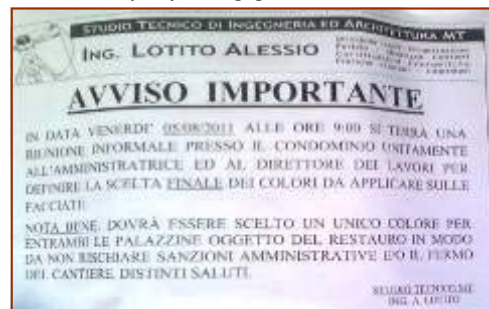 STUDIO TECNICO DI INGEGNERIA ED ARCHITETTURA MT
ING. LOTITO ALESSIO
AVVISO IMPORTANTE
IN DATA VENERDI' 05/08/2011 ALLE ORE 9:00 SI TERRÀ UNA
RIUNIONE INFORMALE PRESSO IL CONDOMINIO UNITAMENTE
ALL'AMMINISTRATRICE ED AL DIRETTORE DEI LAVORI PER
DEFINIRE LA SCELTA FINALE DEI COLORI DA APPLICARE SULLE
FACCIATE
NOTA BENE: DOVRÀ ESSERE SCELTO UN UNICO COLORE PER
ENTRAMBI LE PALAZZINE OGGETTO DEL RESTAURO IN MODO
DA NON RISCHIARE SANZIONI AMMINISTRATIVE E/O IL FERMO
DEL CANTIERE. DISTINTI SALUTI.
STUDIO TECNICO MT
ING. A. LOTITO